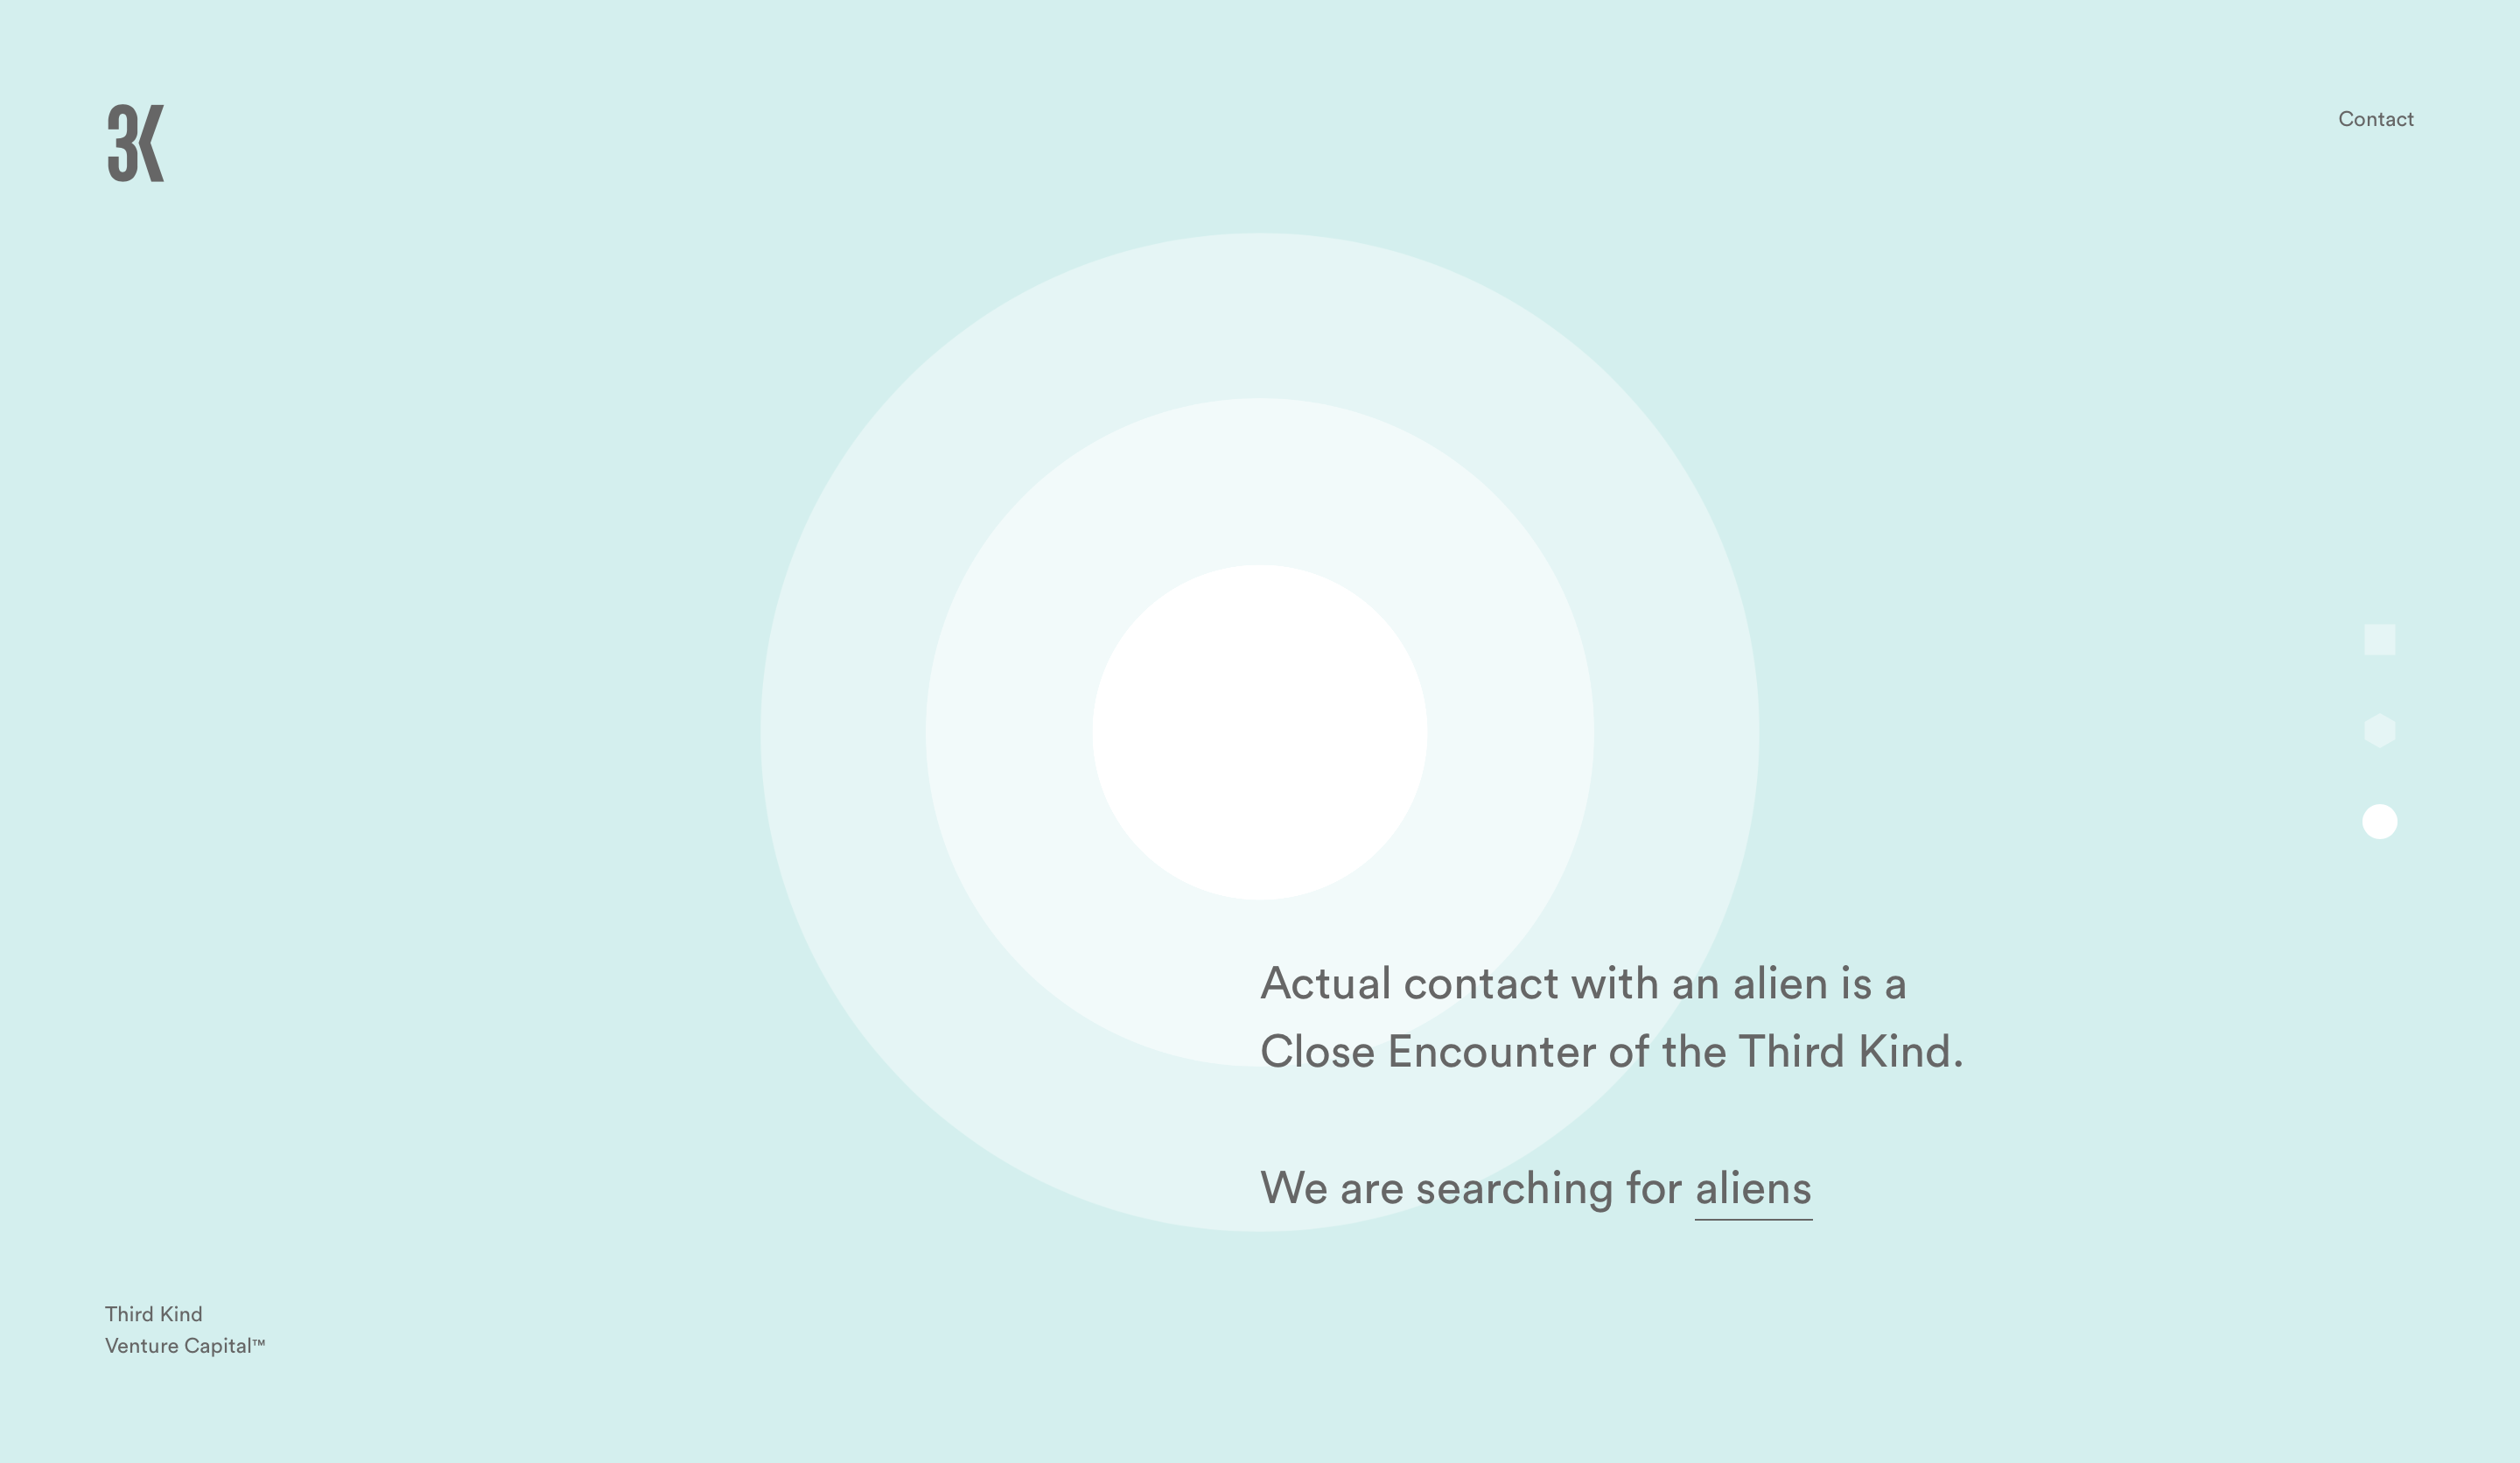 3K
Contact
Actual contact with an alien is a
Close Encounter of the Third Kind.
We are searching for aliens
Third Kind
Venture Capital™